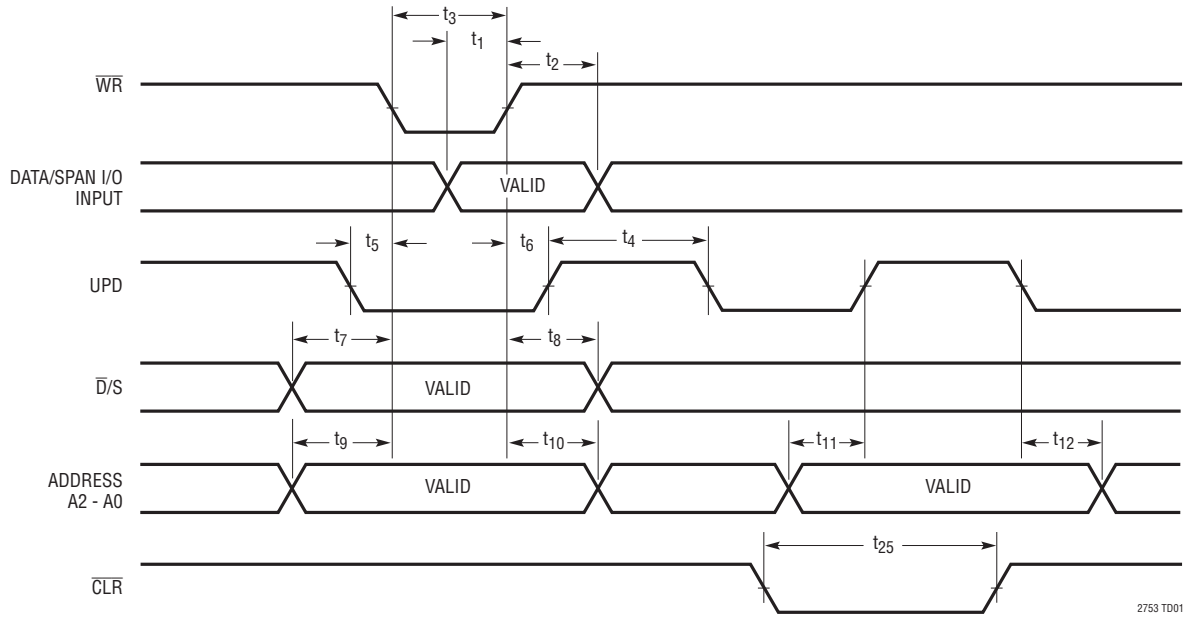 t3
t1
t2
WR
DATA/SPAN I/O
INPUT
VALID
t5
t6
t4
UPD
t7
t8
D/S
VALID
t9
t10
t11
t12
ADDRESS
A2 - A0
VALID
VALID
t25
CLR
2753 TD01